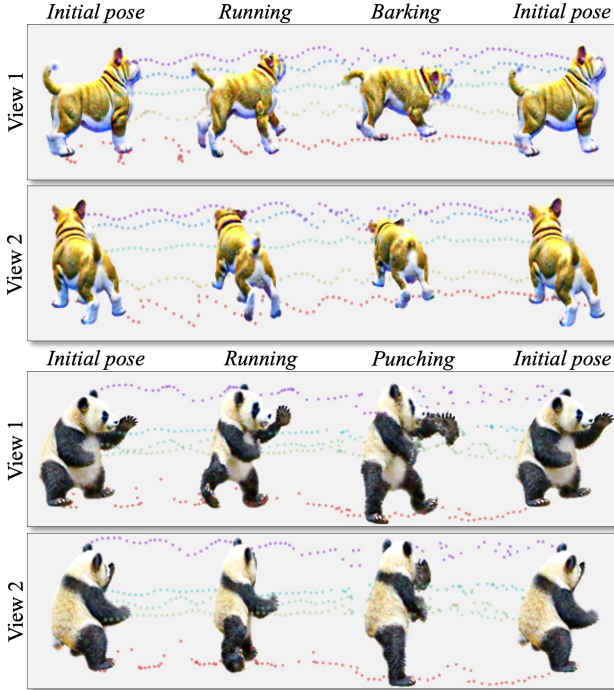 Initial pose Running Barking Initial pose
View 1
View 2
Initial pose Running Punching Initial pose
View 1
View 2